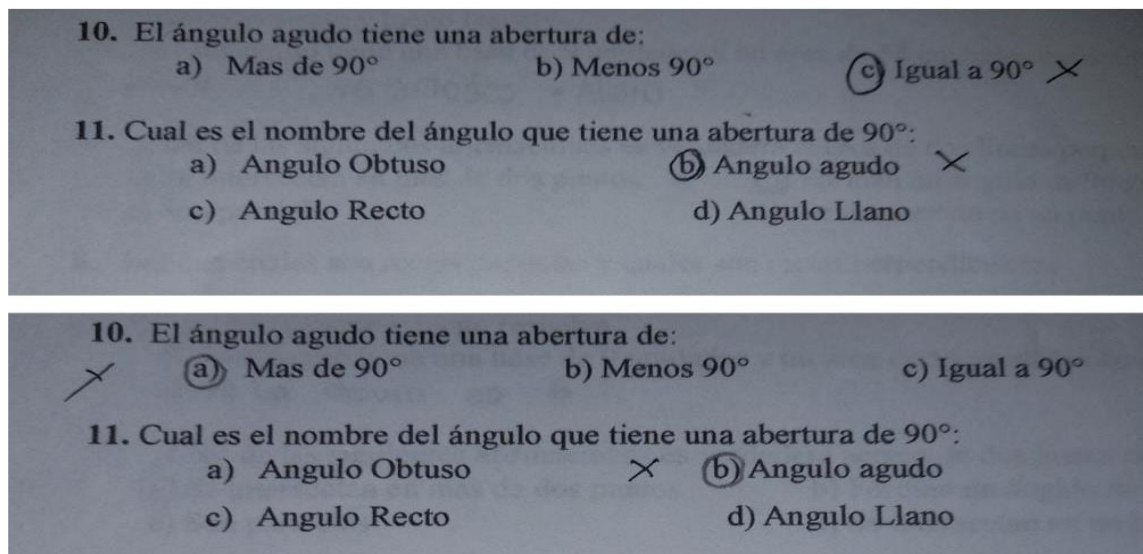 10. El ángulo agudo tiene una abertura de:
a) Mas de 90° b) Menos 90° c) Igual a 90°
11. Cual es el nombre del ángulo que tiene una abertura de 90°:
a) Angulo Obtuso b) Angulo agudo
c) Angulo Recto d) Angulo Llano
10. El ángulo agudo tiene una abertura de:
a) Mas de 90° b) Menos 90° c) Igual a 90°
11. Cual es el nombre del ángulo que tiene una abertura de 90°:
a) Angulo Obtuso b) Angulo agudo
c) Angulo Recto d) Angulo Llano